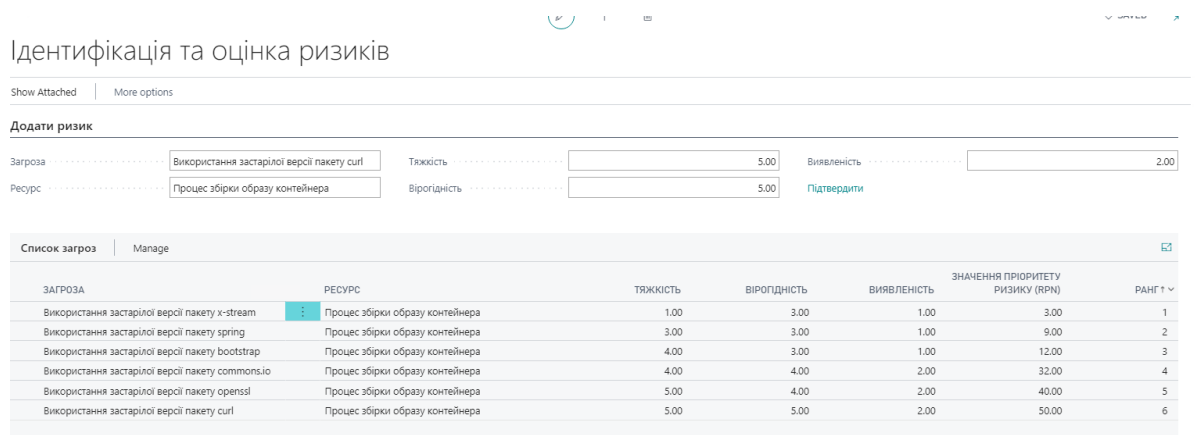 SAVED
Ідентифікація та оцінка ризиків
Show Attached More options
Додати ризик
Загроза Використання застарілої версії пакету curl Тяжкість 5.00 Виявленість 2.00
Ресурс Процес збірки образу контейнера Вірогідність 5.00 Підтвердити
Список загроз Manage
ЗНАЧЕННЯ ПРІОРИТЕТУ
ЗАГРОЗА РЕСУРС ТЯЖКІСТЬ ВІРОГІДНІСТЬ ВИЯВЛЕНІСТЬ РИЗИКУ (RPN) РАНГ↑
Використання застарілої версії пакету x-stream Процес збірки образу контейнера 1.00 3.00 1.00 3.00 1
Використання застарілої версії пакету spring Процес збірки образу контейнера 3.00 3.00 1.00 9.00 2
Використання застарілої версії пакету bootstrap Процес збірки образу контейнера 4.00 3.00 1.00 12.00 3
Використання застарілої версії пакету commons.io Процес збірки образу контейнера 4.00 4.00 2.00 32.00 4
Використання застарілої версії пакету openssl Процес збірки образу контейнера 5.00 4.00 2.00 40.00 5
Використання застарілої версії пакету curl Процес збірки образу контейнера 5.00 5.00 2.00 50.00 6